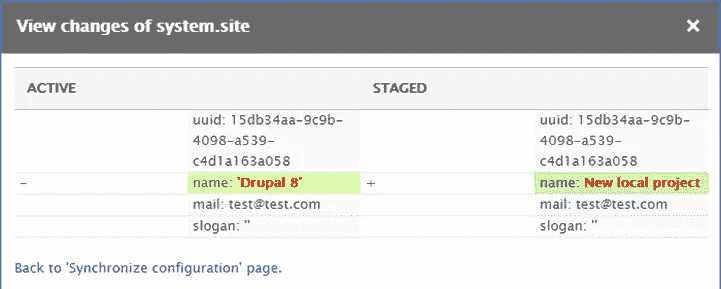 View changes of system.site ×
ACTIVE STAGED
uuid: 15db34aa-9c9b- uuid: 15db34aa-9c9b-
4098-a539- 4098-a539-
c4d1a163a058 c4d1a163a058
- name: 'Drupal 8' + name: New local project
mail: test@test.com mail: test@test.com
slogan: '' slogan: ''
Back to 'Synchronize configuration' page.